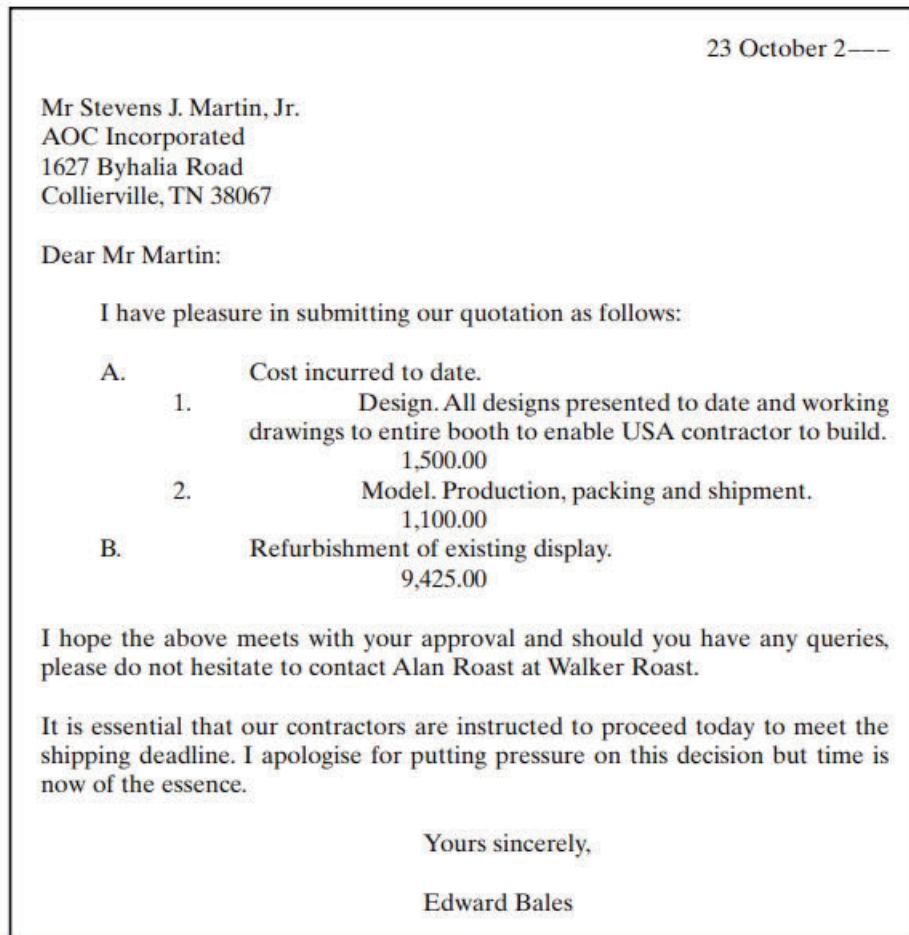 23 October 2–––
Mr Stevens J. Martin, Jr.
AOC Incorporated
1627 Byhalia Road
Collierville, TN 38067
Dear Mr Martin:
I have pleasure in submitting our quotation as follows:
A. Cost incurred to date.
1. Design. All designs presented to date and working
drawings to entire booth to enable USA contractor to build.
1,500.00
2. Model. Production, packing and shipment.
1,100.00
B. Refurbishment of existing display.
9,425.00
I hope the above meets with your approval and should you have any queries,
please do not hesitate to contact Alan Roast at Walker Roast.
It is essential that our contractors are instructed to proceed today to meet the
shipping deadline. I apologise for putting pressure on this decision but time is
now of the essence.
Yours sincerely,
Edward Bales